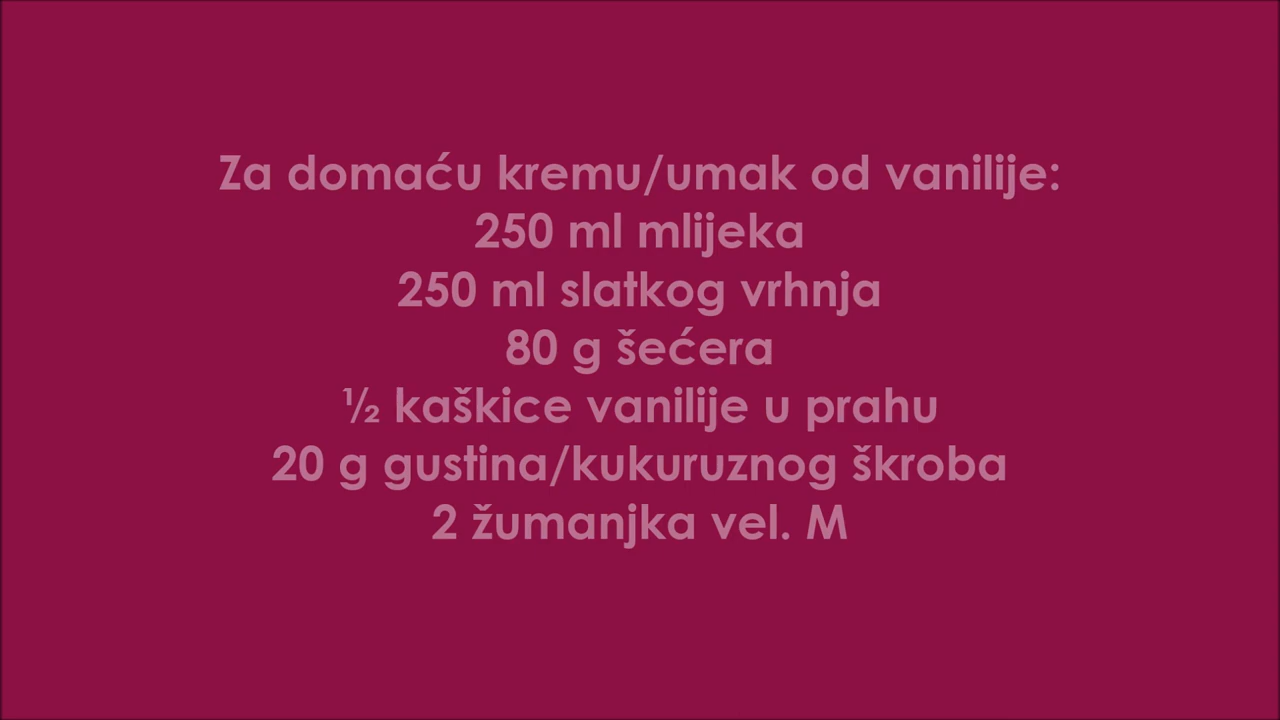 Za domaću kremu/umak od vanilije:
250 ml mlijeka
250 ml slatkog vrhnja
80 g šećera
½ kaškice vanilije u prahu
20 g gustina/kukuruznog škroba
2 žumanjka vel. M